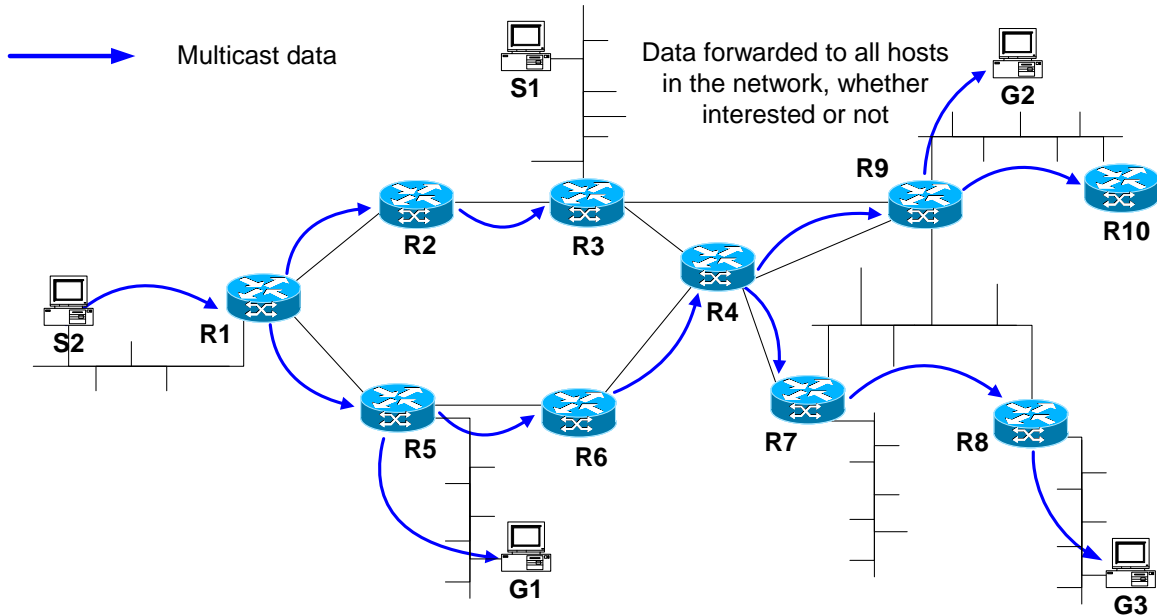 Multicast data
S1
Data forwarded to all hosts
in the network, whether
interested or not
G2
R9
R2
R3
R10
R4
S2
R1
R5
R6
R7
R8
G1
G3